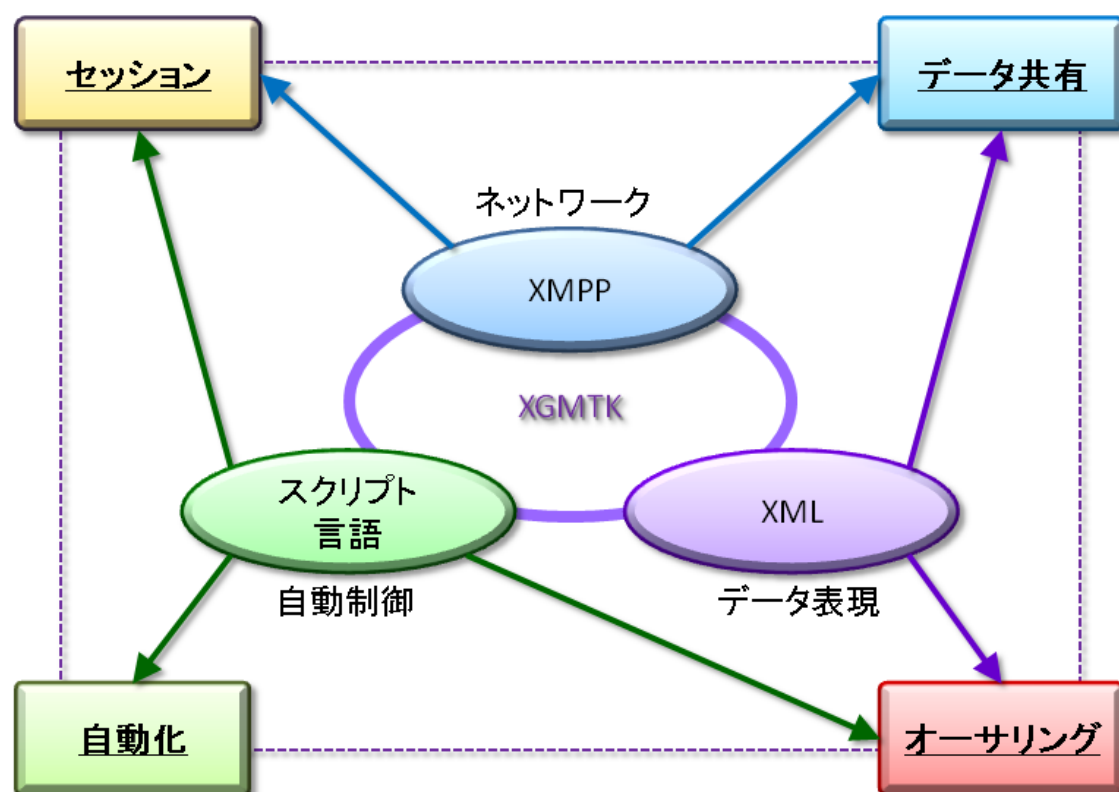 セッション
データ共有
ネットワーク
XMPP
XGMTK
スクリプト
言語
XML
自動制御
データ表現
自動化
オーサリング